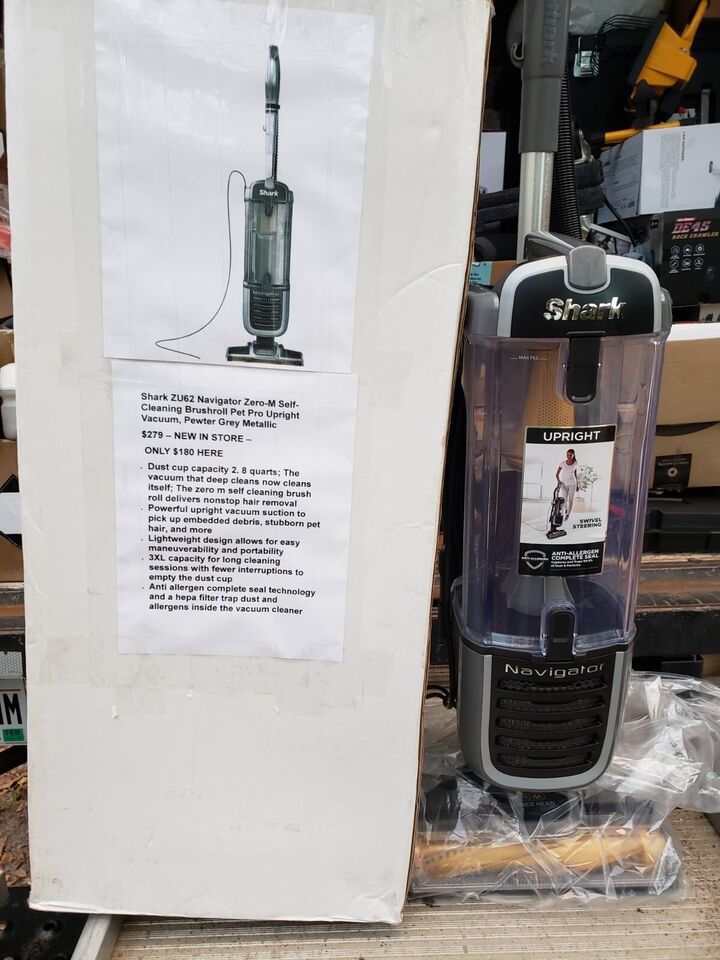 Shark
Shark ZU62 Navigator Zero-M Self-
Cleaning Brushroll Pet Pro Upright
Vacuum, Pewter Grey Metallic
$279 – NEW IN STORE –
ONLY $180 HERE
· Dust cup capacity 2. 8 quarts; The
vacuum that deep cleans now cleans
itself; The zero m self cleaning brush
roll delivers nonstop hair removal
· Powerful upright vacuum suction to
pick up embedded debris, stubborn pet
hair, and more
· Lightweight design allows for easy
maneuverability and portability
· 3XL capacity for long cleaning
sessions with fewer interruptions to
empty the dust cup
· Anti allergen complete seal technology
and a hepa filter trap dust and
allergens inside the vacuum cleaner
Shark
MAX FILL
UPRIGHT
SWIVEL
STEERING
ANTI-ALLERGEN
COMPLETE SEAL
Navigator
ROCK CRAWLER
FEB